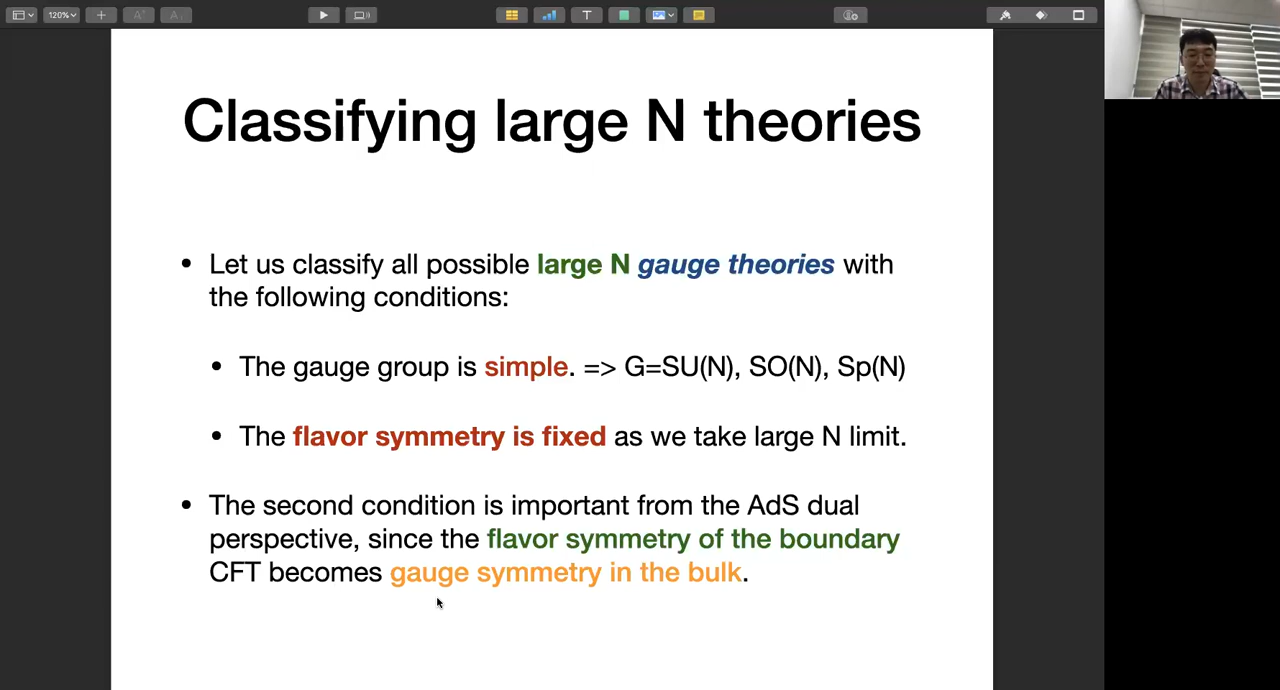 120%
Classifying large N theories
• Let us classify all possible large N gauge theories with
the following conditions:
• The gauge group is simple. => G=SU(N), SO(N), Sp(N)
• The flavor symmetry is fixed as we take large N limit.
• The second condition is important from the AdS dual
perspective, since the flavor symmetry of the boundary
CFT becomes gauge symmetry in the bulk.